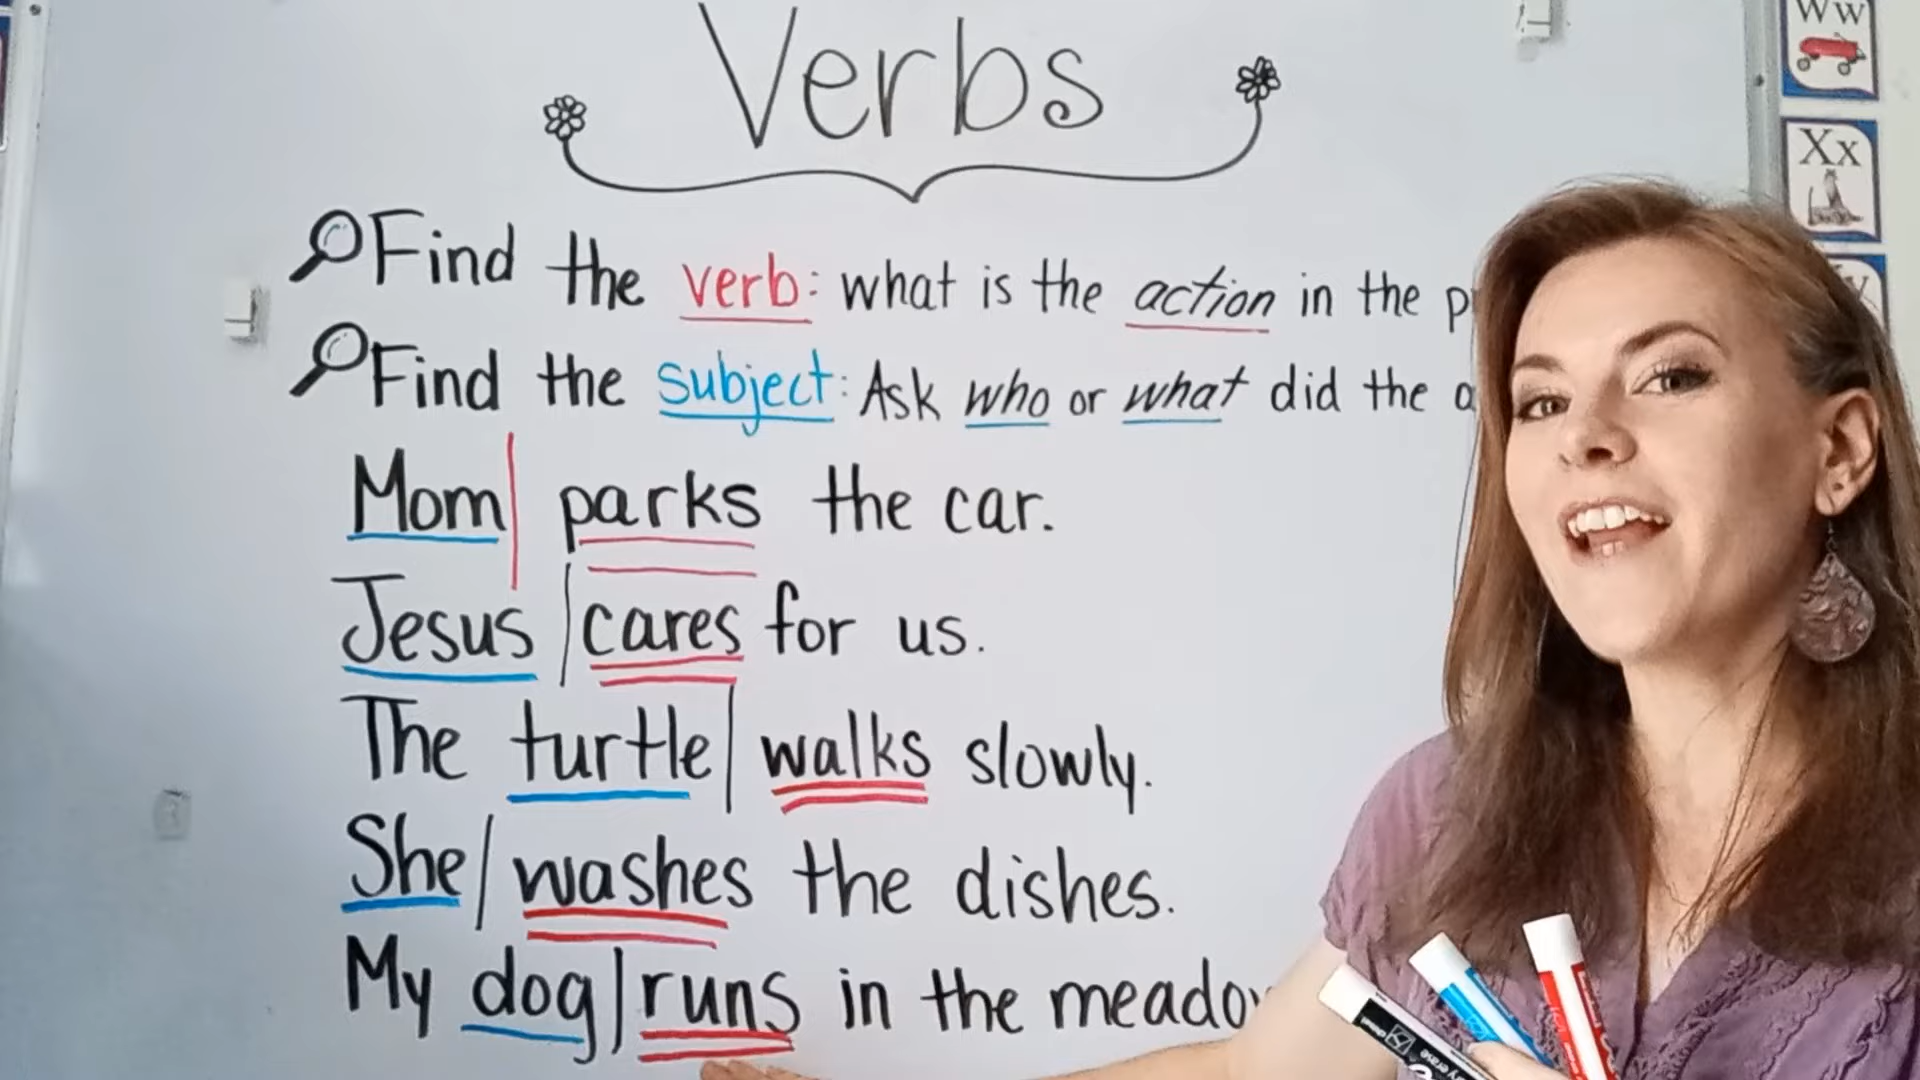 Verbs
Find the verb: what is the action in the
Find the subject: Ask who or what did the
Mom parks the car.
Jesus cares for us.
The turtle walks slowly.
She washes the dishes.
My dog runs in the
Ww
Xx